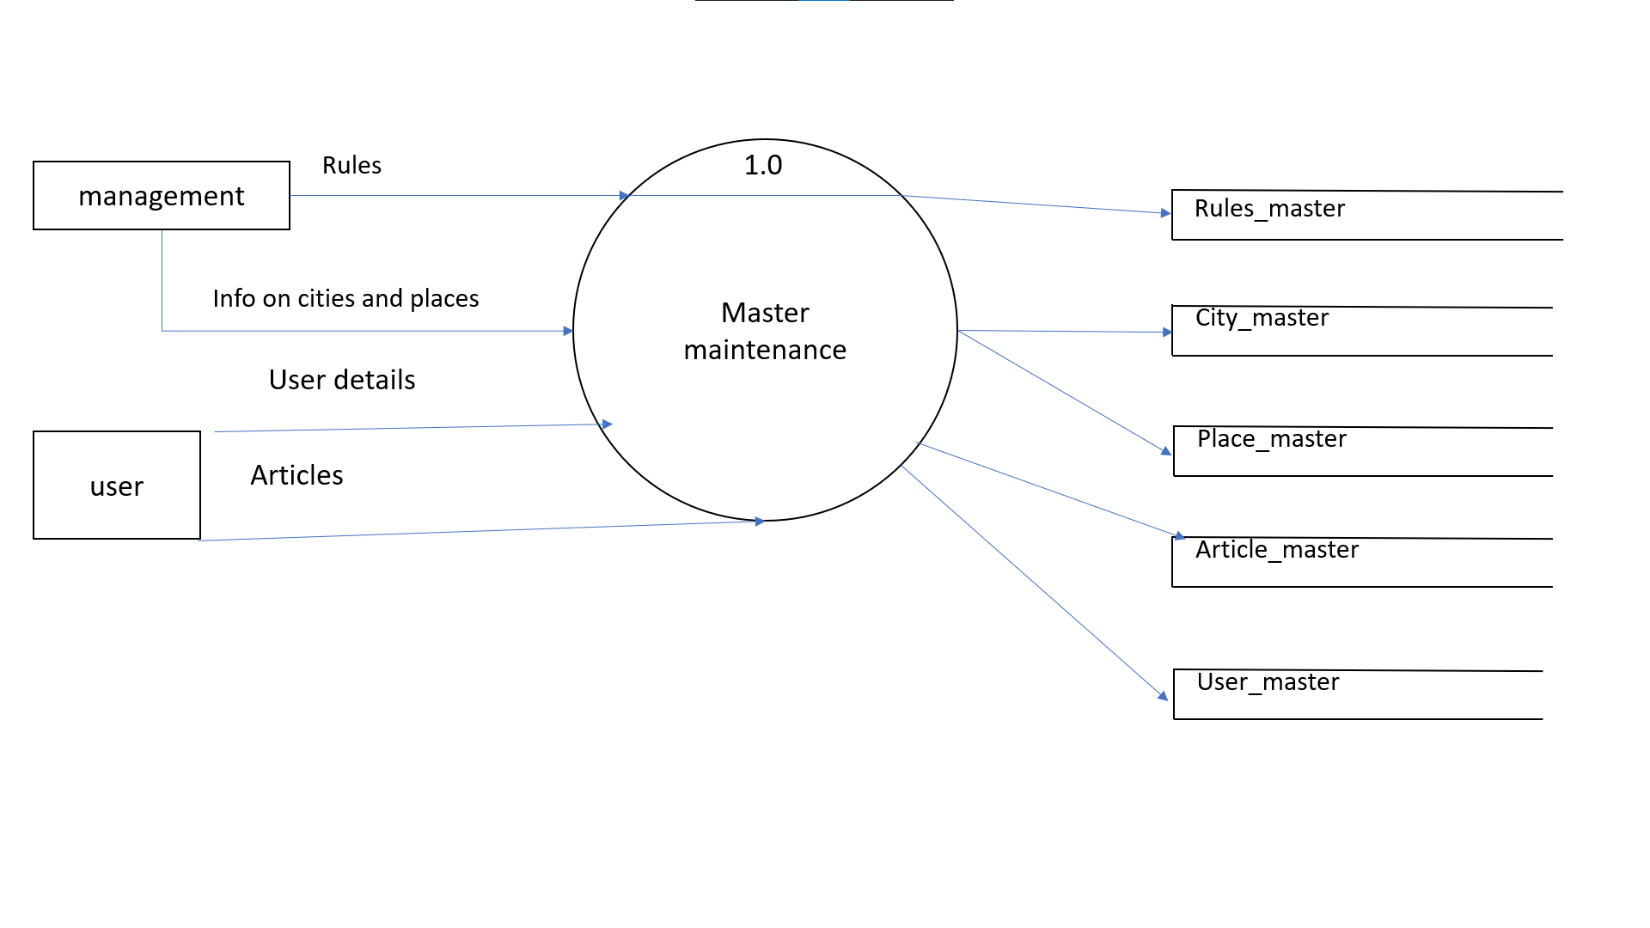 1.0
Rules
management
Rules_master
Info on cities and places
Master
maintenance
City_master
User details
Place_master
Articles
user
Article_master
User_master